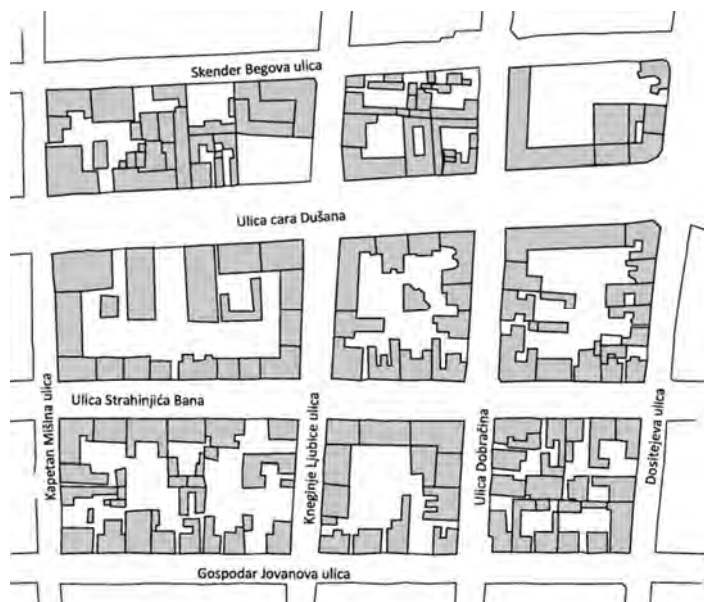 Skender Begova ulica
Ulica cara Dušana
Ulica Strahinjića Bana
Kapetan Mišina ulica
Kneginje Ljubice ulica
Ulica Dobračina
Dositejeva ulica
Gospodar Jovanova ulica